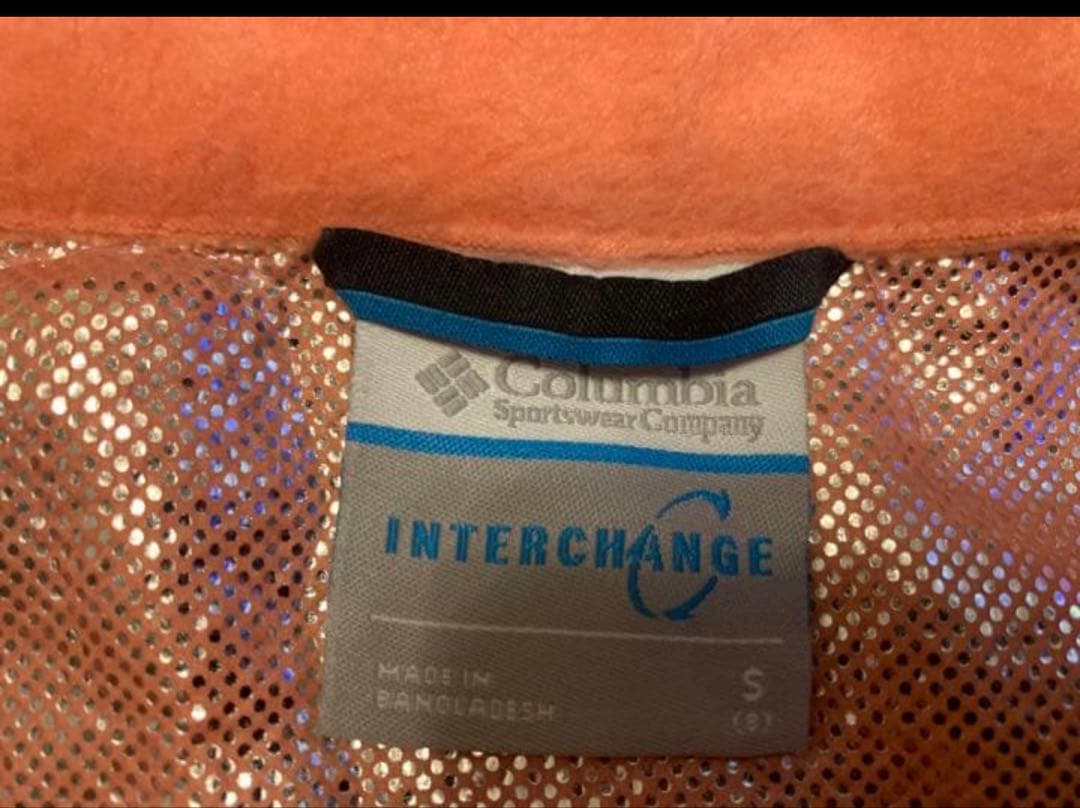 Columbia
Sportswear Company
INTERCHANGE
MADE IN
BANGLADESH
S
(8)